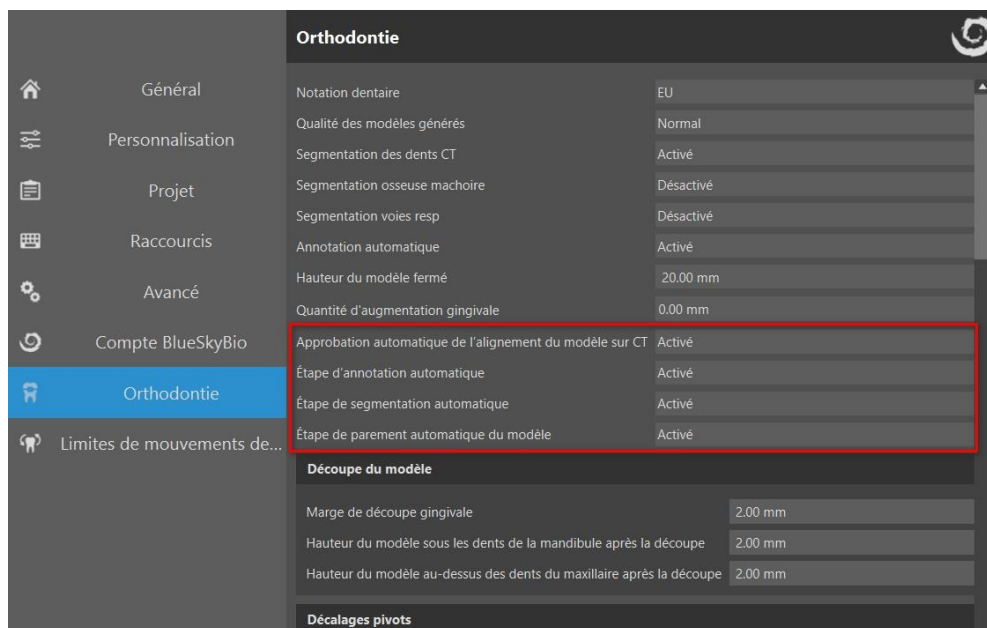 Orthodontie
Général
Personnalisation
Projet
Raccourcis
Avancé
Compte BlueSkyBio
Orthodontie
Limites de mouvements de...
Notation dentaire EU
Qualité des modèles générés Normal
Segmentation des dents CT Activé
Segmentation osseuse machoire Désactivé
Segmentation voies resp Désactivé
Annotation automatique Activé
Hauteur du modèle fermé 20.00 mm
Quantité d'augmentation gingivale 0.00 mm
Approbation automatique de l'alignement du modèle sur CT Activé
Étape d'annotation automatique Activé
Étape de segmentation automatique Activé
Étape de parement automatique du modèle Activé
Découpe du modèle
Marge de découpe gingivale 2.00 mm
Hauteur du modèle sous les dents de la mandibule après la découpe 2.00 mm
Hauteur du modèle au-dessus des dents du maxillaire après la découpe 2.00 mm
Décalages pivots